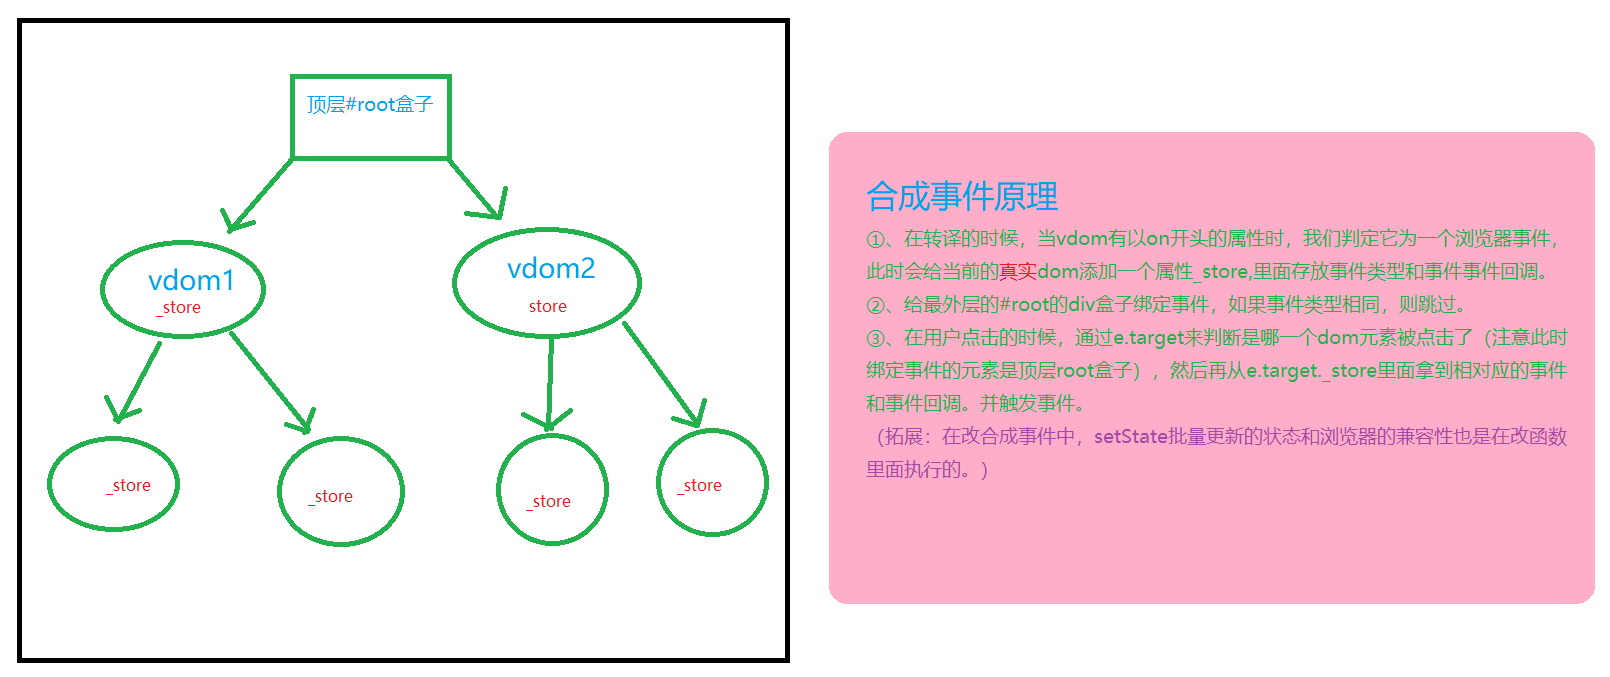 顶层#root盒子
vdom1
_store
vdom2
store
_store
_store
_store
_store
合成事件原理
①、在转译的时候，当vdom有以on开头的属性时，我们判定它为一个浏览器事件，
此时会给当前的真实dom添加一个属性_store,里面存放事件类型和事件事件回调。
②、给最外层的#root的div盒子绑定事件，如果事件类型相同，则跳过。
③、在用户点击的时候，通过e.target来判断是哪一个dom元素被点击了（注意此时
绑定事件的元素是顶层root盒子），然后再从e.target._store里面拿到相对应的事件
和事件回调。并触发事件。
（拓展：在改合成事件中，setState批量更新的状态和浏览器的兼容性也是在改函数
里面执行的。）